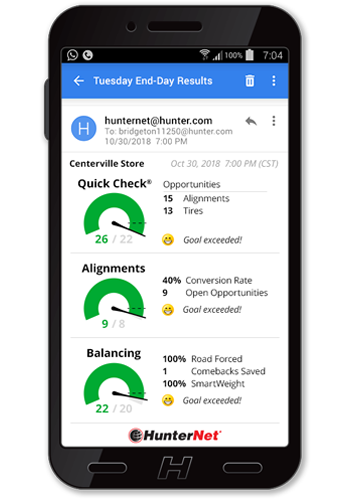 100% 7:04
Tuesday End-Day Results
H
hunternet@hunter.com
To: bridgeton11250@hunter.com
10/30/2018 7:00 PM
Centerville Store Oct 30, 2018 7:00 PM (CST)
Quick Check®
Opportunities
15 Alignments
13 Tires
26 / 22
Goal exceeded!
Alignments
40% Conversion Rate
9 Open Opportunities
9 / 8
Goal exceeded!
Balancing
100% Road Forced
1 Comebacks Saved
100% SmartWeight
22 / 20
Goal exceeded!
HunterNet®
H